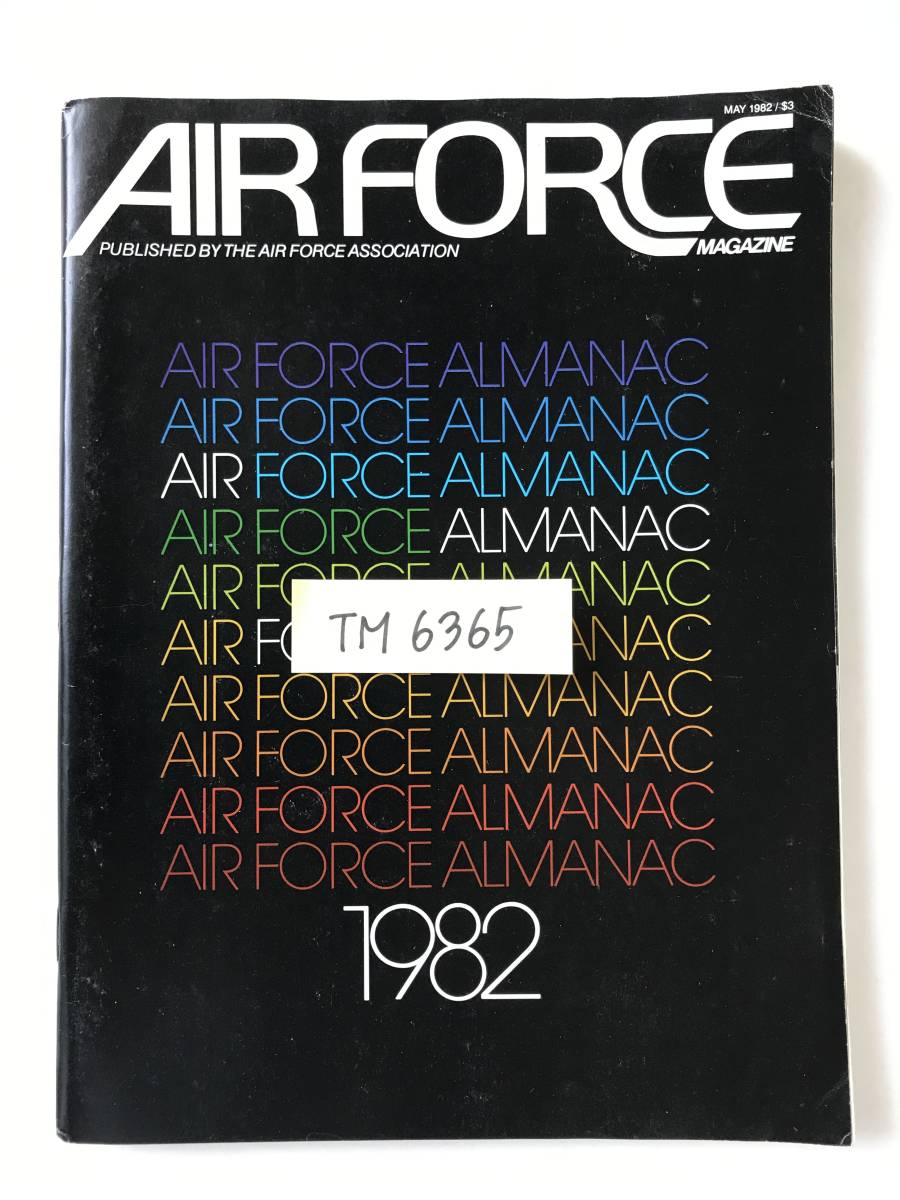 MAY 1982 / $3
AIR FORCE
MAGAZINE
PUBLISHED BY THE AIR FORCE ASSOCIATION
AIR FORCE ALMANAC
AIR FORCE ALMANAC
AIR FORCE ALMANAC
AIR FORCE ALMANAC
AIR FORCE ALMANAC
AIR
TM 6365
AIR FORCE ALMANAC
AIR FORCE ALMANAC
AIR FORCE ALMANAC
AIR FORCE ALMANAC
1982